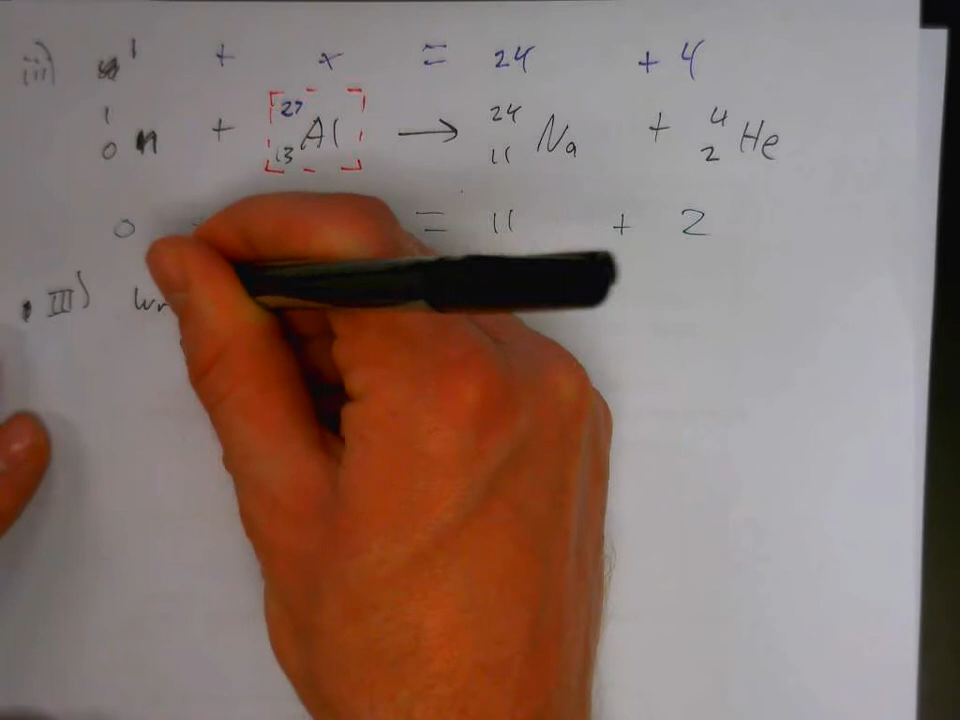 iii) 1 + x = 24 + 4
1 0 n + 27 13 Al → 24 11 Na + 4 2 He
0 = 11 + 2
. III) Wr